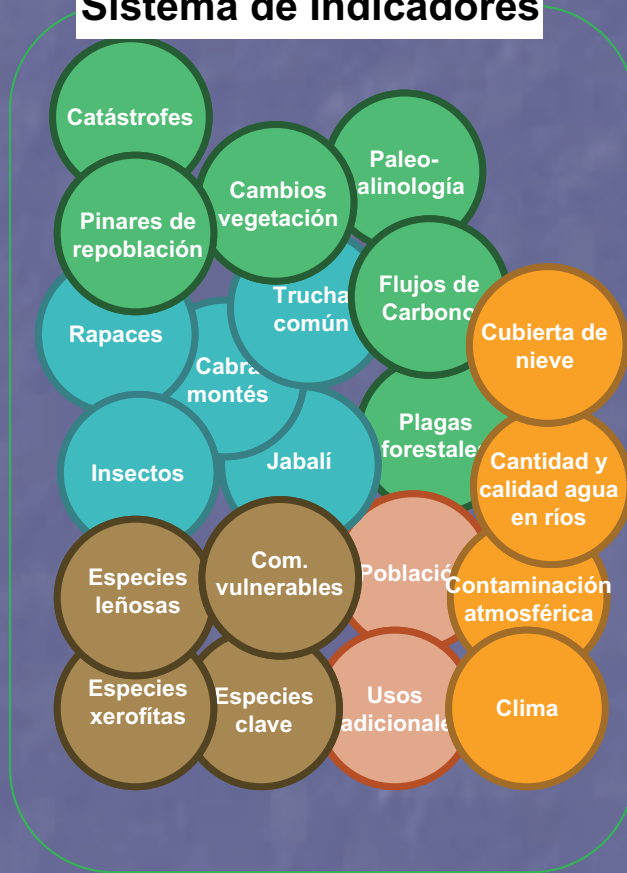 Sistema de Indicadores
Catástrofes
Paleo-
alinología
Cambios
vegetación
Pinares de
repoblación
Trucha
común
Flujos de
Carbono
Rapaces
Cubierta de
nieve
Cabra
montés
Plagas
forestales
Jabalí
Insectos
Cantidad y
calidad agua
en ríos
Com.
vulnerables
Població
Especies
leñosas
Contaminación
atmosférica
Especies
xerofítas
Especies
clave
Usos
adicionale
Clima